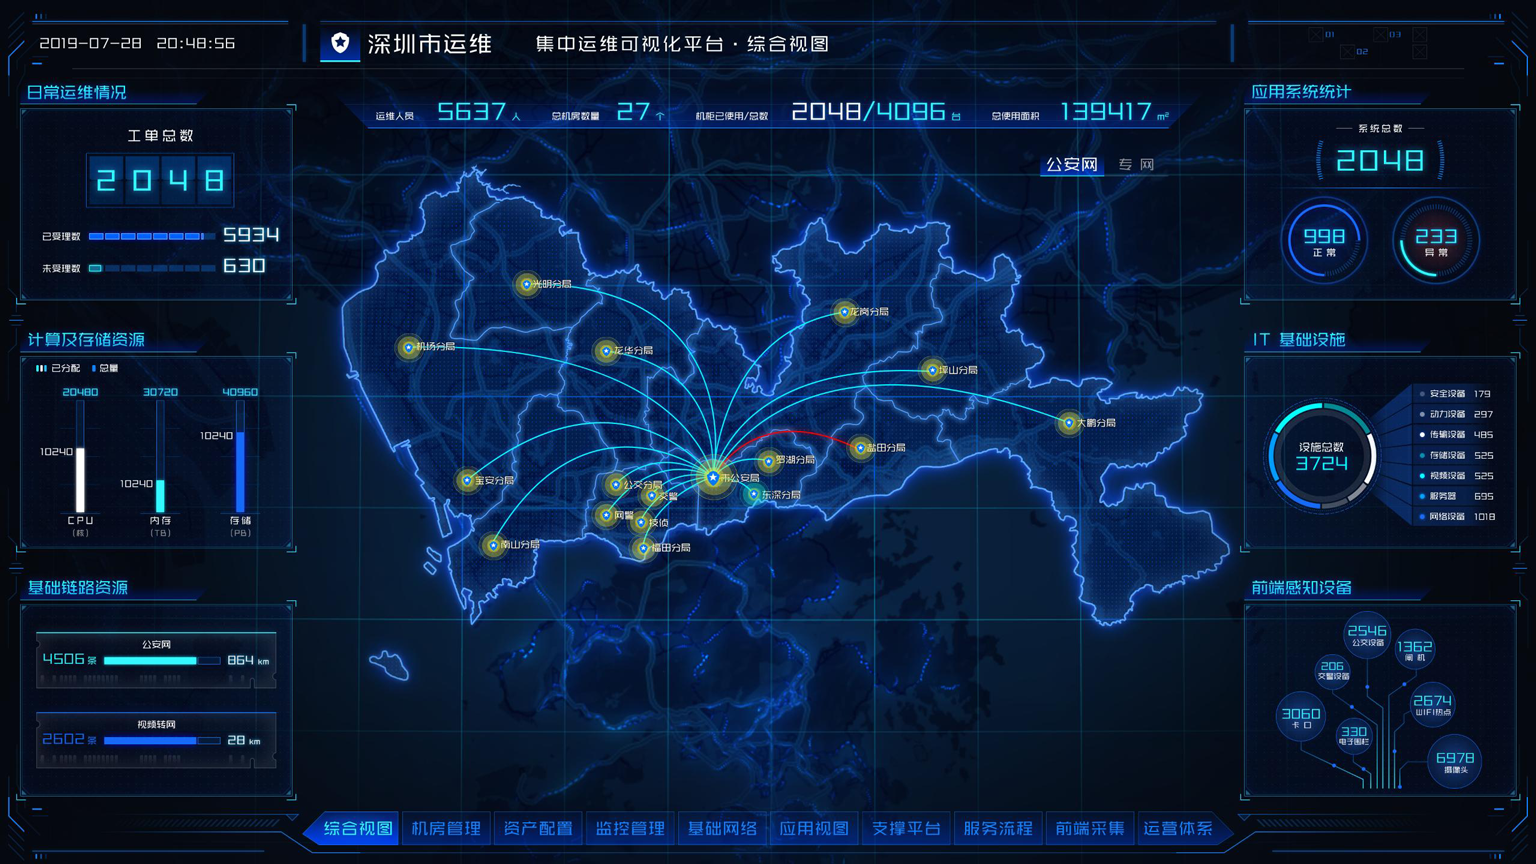 2019-07-28 20:48:56
深圳市运维
集中运维可视化平台·综合视图
01
03
02
运维人员 5637 人
总机房数量 27 个
机柜已使用/总数 2048/4096 台
总使用面积 139417 m²
公安网 专网
日常运维情况
工单总数
2048
已受理数 5934
未受理数 630
计算及存储资源
已分配 总量
20480 30720 40960
10240
10240
10240
CPU 内存 存储
(核) (TB) (PB)
基础链路资源
公安网
4506 条 864 km
视频转网
2602 条 28 km
光明分局
龙岗分局
机场分局
龙华分局
坪山分局
大鹏分局
盐田分局
罗湖分局
宝安分局
公交分局
市公安局
交警
东深分局
网警
技侦
南山分局
福田分局
应用系统统计
系统总数
2048
998
正常
233
异常
IT 基础设施
设施总数
3724
安全设备 179
动力设备 297
传输设备 485
存储设备 525
视频设备 525
服务器 695
网络设备 1018
前端感知设备
2546
公交设备
1362
闸机
206
交警设备
2674
WIFI热点
3060
卡口
330
电子围栏
6978
摄像头
综合视图 机房管理 资产配置 监控管理 基础网络 应用视图 支撑平台 服务流程 前端采集 运营体系